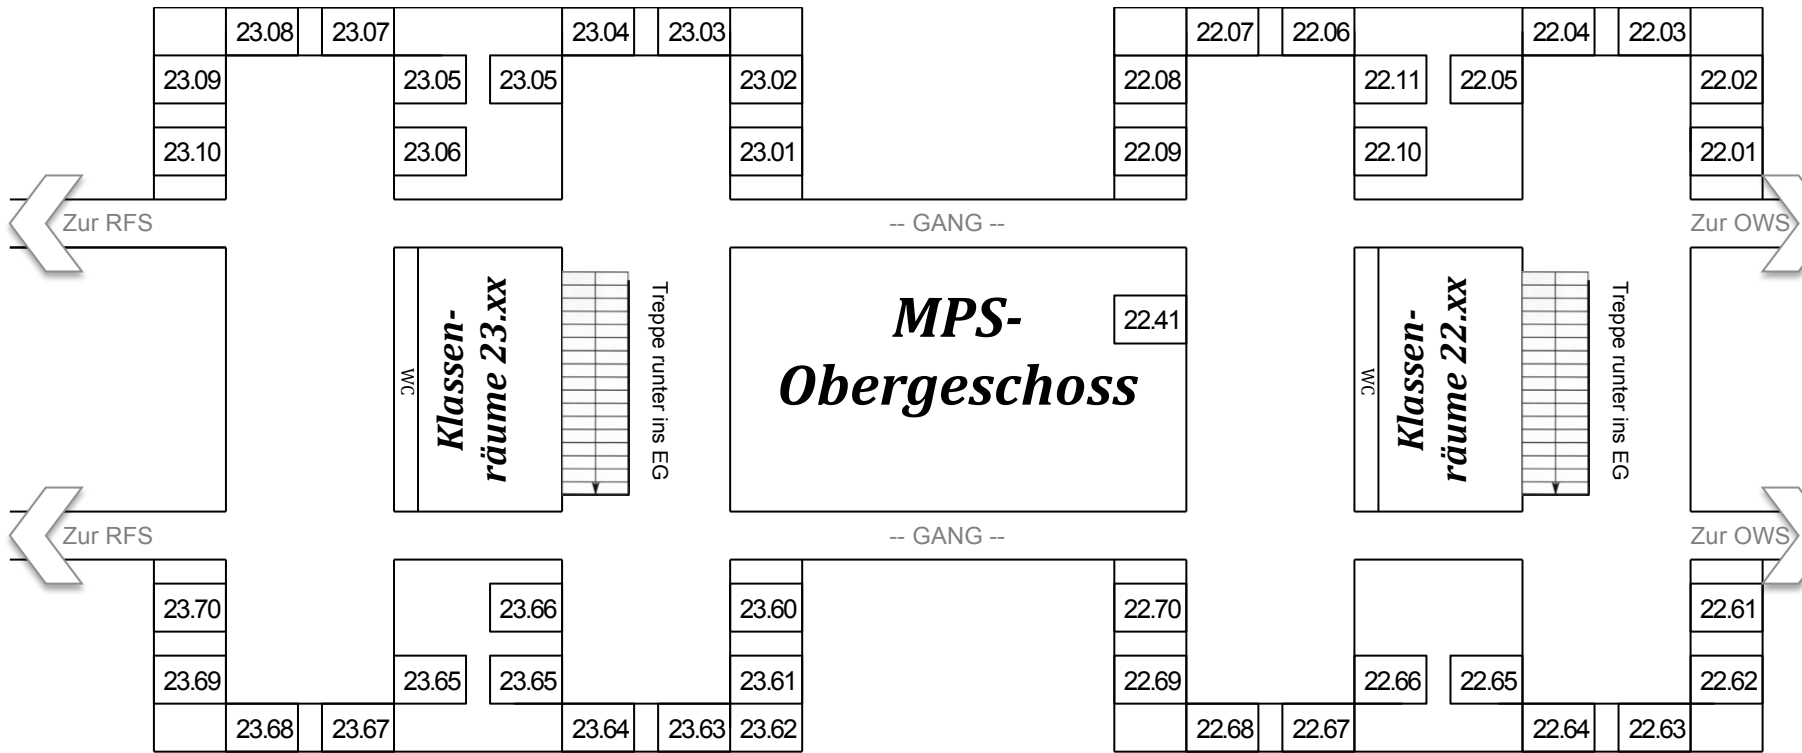 23.08 23.07 23.04 23.03 22.07 22.06 22.04 22.03
23.09 23.05 23.05 23.02 22.08 22.11 22.05 22.02
23.10 23.06 23.01 22.09 22.10 22.01
Zur RFS -- GANG -- Zur OWS
WC
Klassen-
räume 23.xx
Treppe runter ins EG
MPS-
Obergeschoss
22.41
WC
Klassen-
räume 22.xx
Treppe runter ins EG
Zur RFS -- GANG -- Zur OWS
23.70 23.66 23.60 22.70 22.61
23.69 23.65 23.65 23.61 22.69 22.66 22.65 22.62
23.68 23.67 23.64 23.63 23.62 22.68 22.67 22.64 22.63